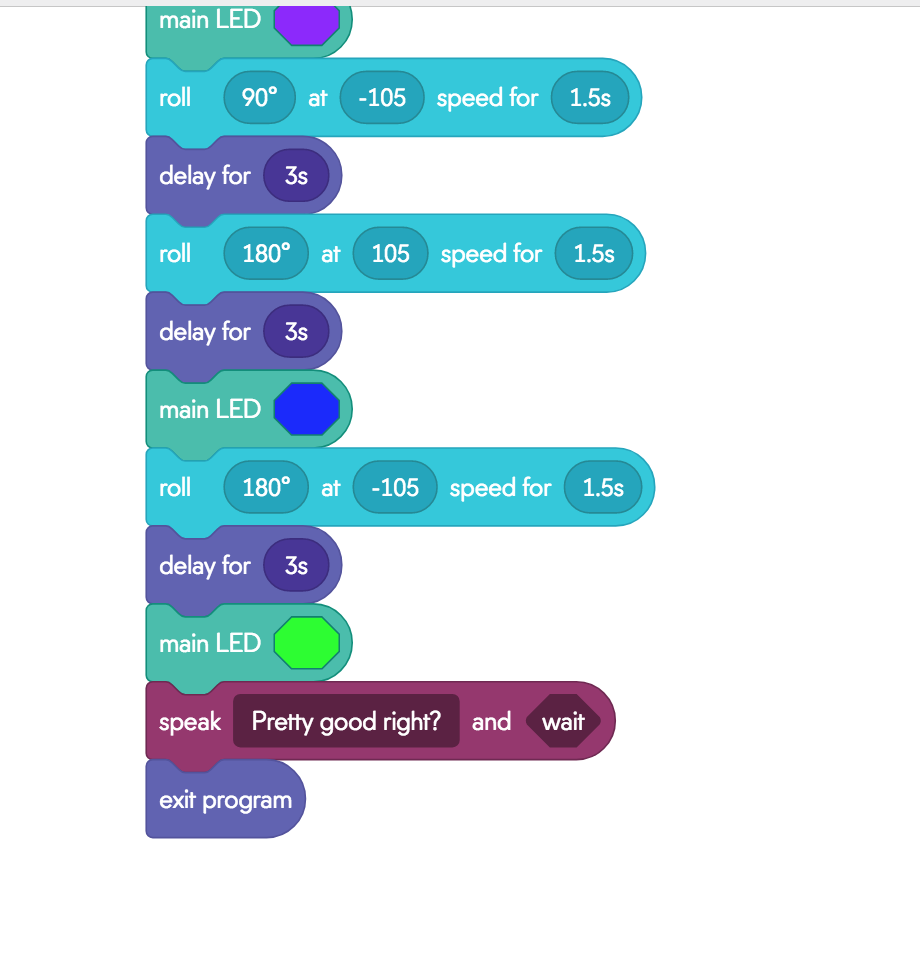 main LED
roll 90° at -105 speed for 1.5s
delay for 3s
roll 180° at 105 speed for 1.5s
delay for 3s
main LED
roll 180° at -105 speed for 1.5s
delay for 3s
main LED
speak Pretty good right? and wait
exit program